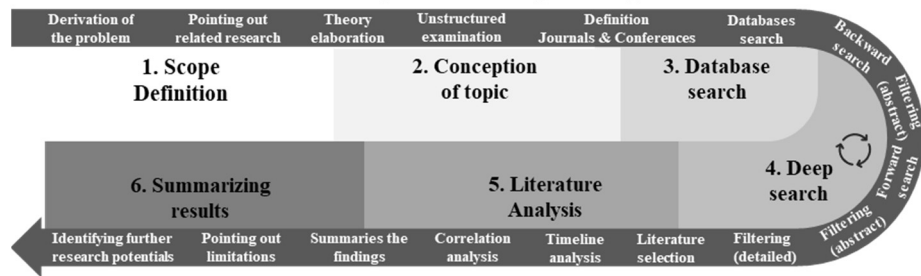 Derivation of
the problem
Pointing out
related research
Theory
elaboration
Unstructured
examination
Definition
Journals & Conferences
Databases
search
Backward
search
Filtering
(abstract)
1. Scope
Definition
2. Conception
of topic
3. Database
search
4. Deep
search
Forward
search
Filtering
(abstract)
5. Literature
Analysis
6. Summarizing
results
Filtering
(detailed)
Literature
selection
Timeline
analysis
Correlation
analysis
Summaries the
findings
Pointing out
limitations
Identifying further
research potentials